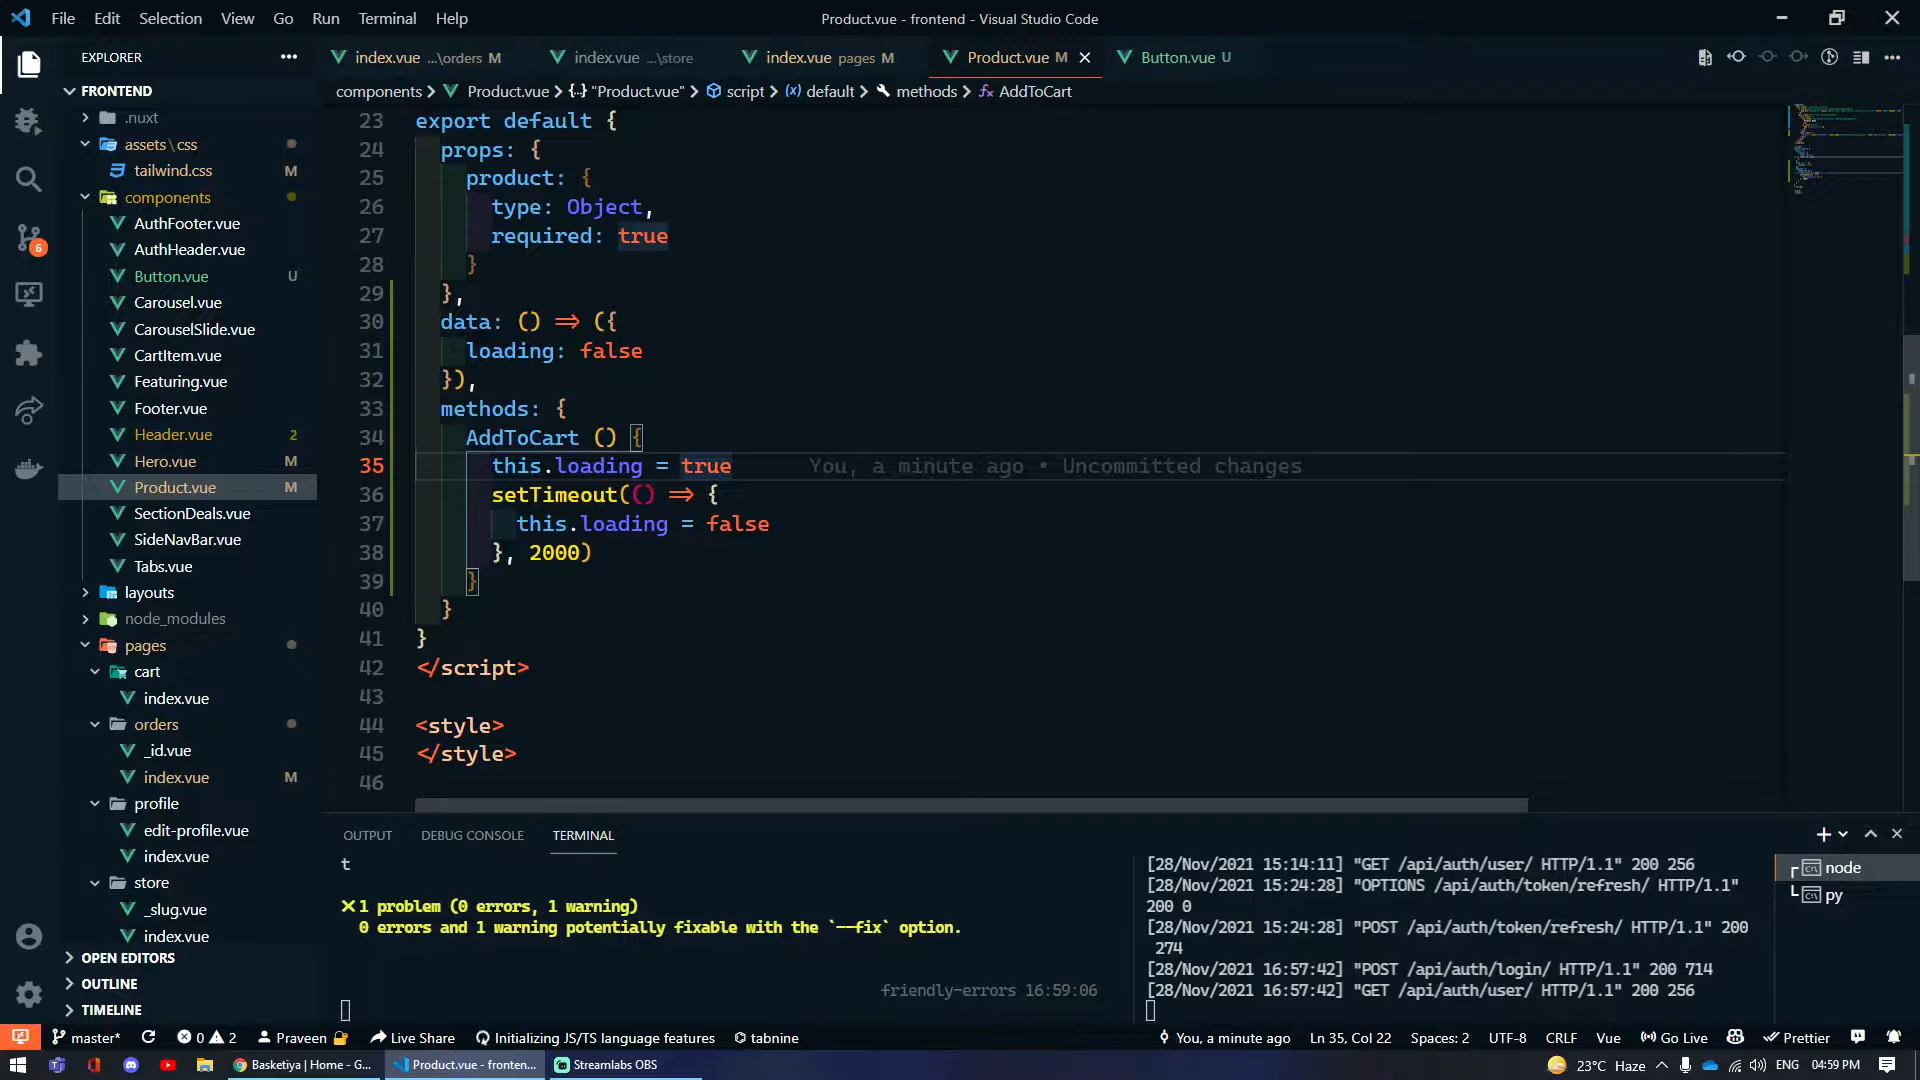 File Edit Selection View Go Run Terminal Help
Product.vue - frontend - Visual Studio Code
EXPLORER
index.vue ...\orders M
index.vue ...\store
index.vue pages M
Product.vue M
Button.vue U
FRONTEND
components > Product.vue > {} "Product.vue" > script > default > methods > AddToCart
.nuxt
assets\css
tailwind.css M
components
AuthFooter.vue
AuthHeader.vue
Button.vue U
Carousel.vue
CarouselSlide.vue
CartItem.vue
Featuring.vue
Footer.vue
Header.vue 2
Hero.vue M
Product.vue M
SectionDeals.vue
SideNavBar.vue
Tabs.vue
layouts
node_modules
pages
cart
index.vue
orders
_id.vue
index.vue M
profile
edit-profile.vue
index.vue
store
_slug.vue
index.vue
OPEN EDITORS
OUTLINE
TIMELINE
6
23 export default {
24 props: {
25 product: {
26 type: Object,
27 required: true
28 }
29 },
30 data: () => ({
31 loading: false
32 }),
33 methods: {
34 AddToCart () {
35 this.loading = true You, a minute ago • Uncommitted changes
36 setTimeout(() => {
37 this.loading = false
38 }, 2000)
39 }
40 }
41 }
42 </script>
43
44 <style>
45 </style>
46
OUTPUT DEBUG CONSOLE TERMINAL
t
1 problem (0 errors, 1 warning)
0 errors and 1 warning potentially fixable with the `--fix` option.
friendly-errors 16:59:06
[28/Nov/2021 15:14:11] "GET /api/auth/user/ HTTP/1.1" 200 256
[28/Nov/2021 15:24:28] "OPTIONS /api/auth/token/refresh/ HTTP/1.1"
200 0
[28/Nov/2021 15:24:28] "POST /api/auth/token/refresh/ HTTP/1.1" 200
274
[28/Nov/2021 16:57:42] "POST /api/auth/login/ HTTP/1.1" 200 714
[28/Nov/2021 16:57:42] "GET /api/auth/user/ HTTP/1.1" 200 256
node
py
master* 0 2 Praveen Live Share Initializing JS/TS language features tabnine
You, a minute ago Ln 35, Col 22 Spaces: 2 UTF-8 CRLF Vue Go Live Prettier
Basketiya | Home - G... Product.vue - fronten... Streamlabs OBS
23°C Haze ENG 04:59 PM